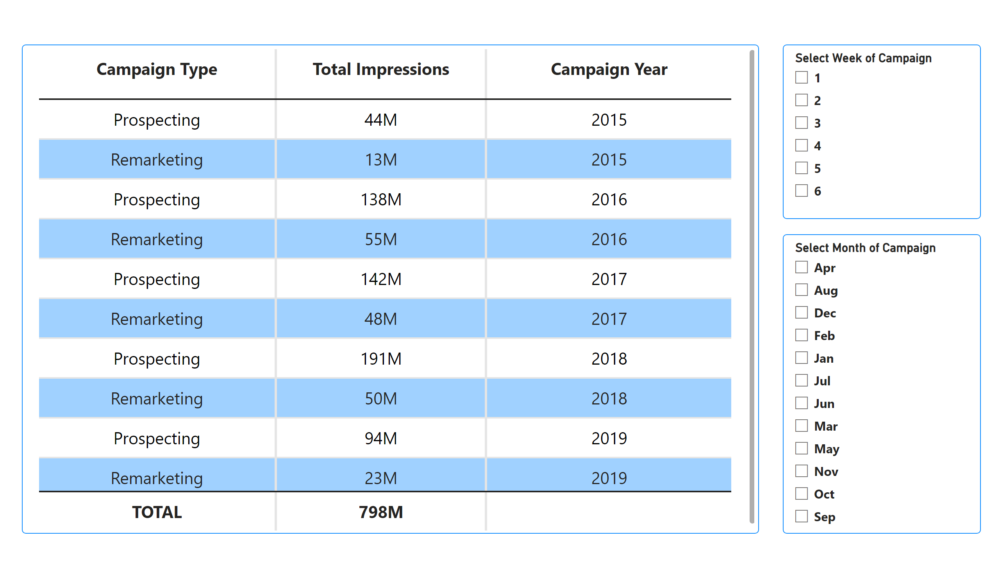 Campaign Type Total Impressions Campaign Year
Prospecting 44M 2015
Remarketing 13M 2015
Prospecting 138M 2016
Remarketing 55M 2016
Prospecting 142M 2017
Remarketing 48M 2017
Prospecting 191M 2018
Remarketing 50M 2018
Prospecting 94M 2019
Remarketing 23M 2019
TOTAL 798M
Select Week of Campaign
1
2
3
4
5
6
Select Month of Campaign
Apr
Aug
Dec
Feb
Jan
Jul
Jun
Mar
May
Nov
Oct
Sep